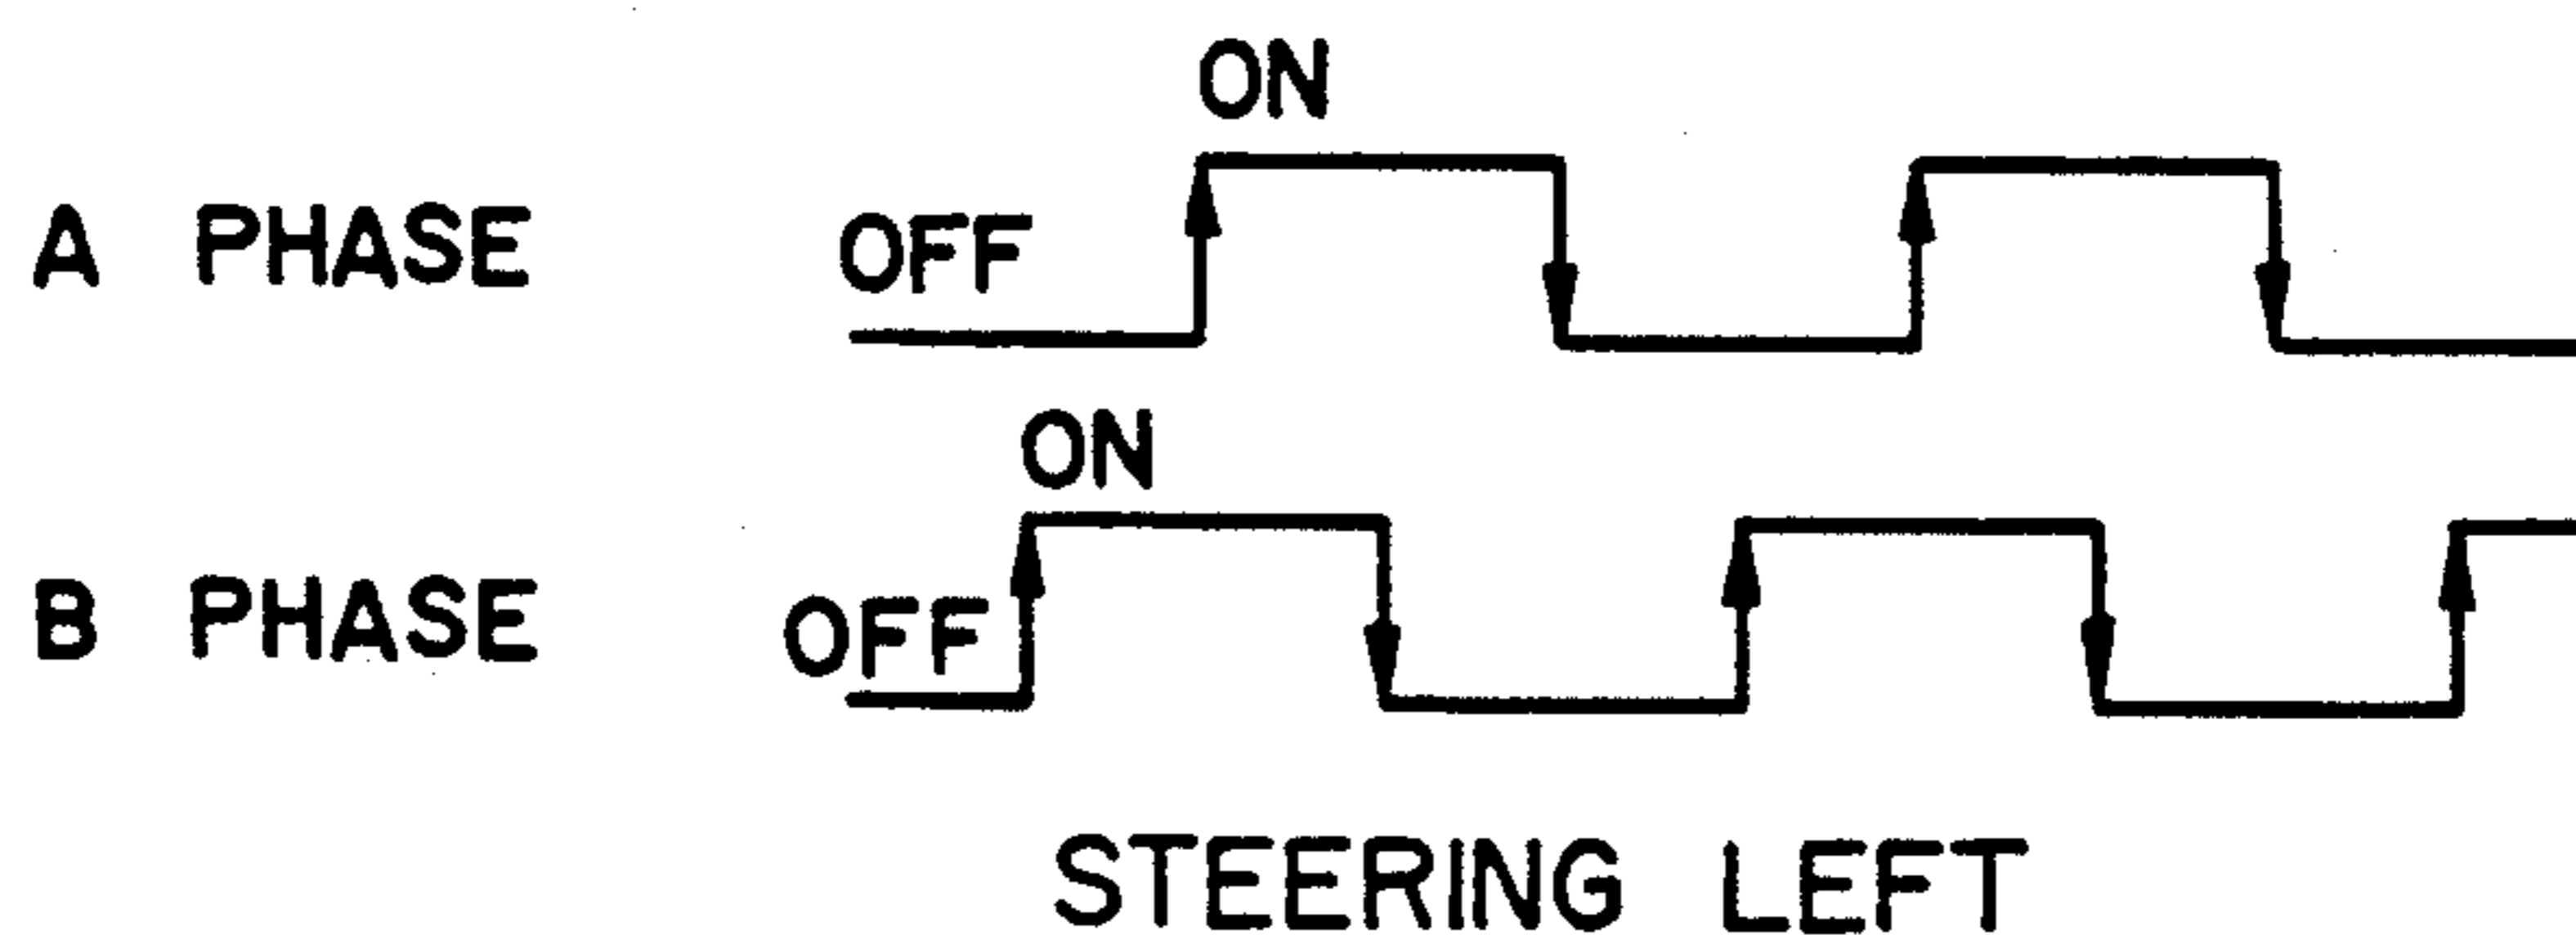 ON
A PHASE OFF
ON
B PHASE OFF
STEERING LEFT